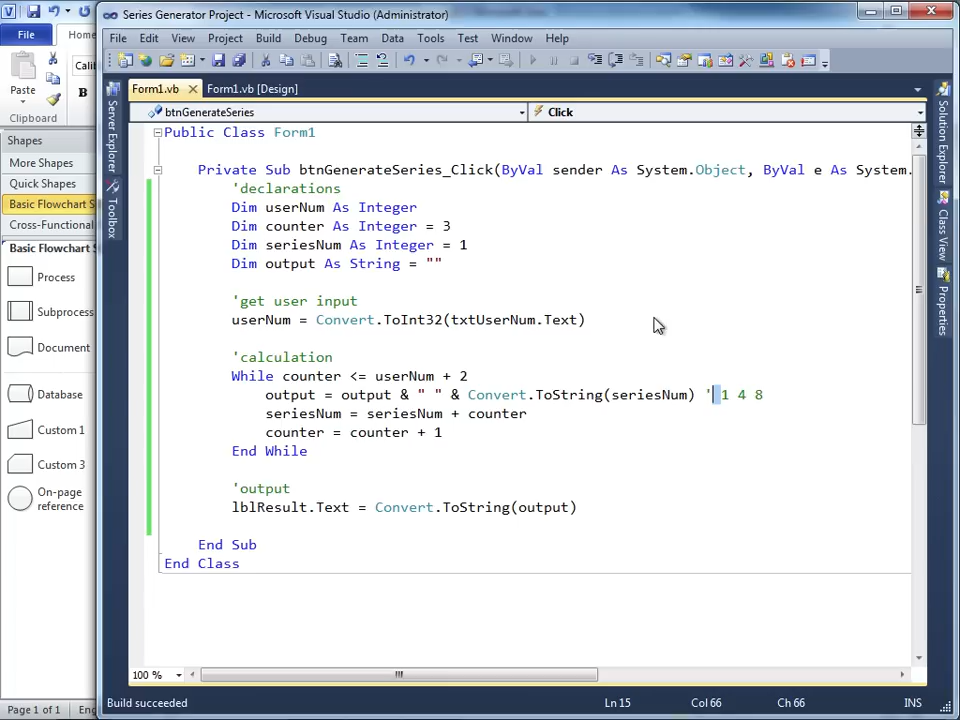 Series Generator Project - Microsoft Visual Studio (Administrator)
File Edit View Project Build Debug Team Data Tools Test Window Help
Form1.vb Form1.vb [Design]
btnGenerateSeries Click
Public Class Form1
Private Sub btnGenerateSeries_Click(ByVal sender As System.Object, ByVal e As System.
'declarations
Dim userNum As Integer
Dim counter As Integer = 3
Dim seriesNum As Integer = 1
Dim output As String = ""
'get user input
userNum = Convert.ToInt32(txtUserNum.Text)
'calculation
While counter <= userNum + 2
output = output & " " & Convert.ToString(seriesNum) ' 1 4 8
seriesNum = seriesNum + counter
counter = counter + 1
End While
'output
lblResult.Text = Convert.ToString(output)
End Sub
End Class
100 %
Build succeeded Ln 15 Col 66 Ch 66 INS
Server Explorer
Toolbox
Solution Explorer
Class View
Properties
File Home
Paste
Calib
B
Clipboard
Shapes
More Shapes
Quick Shapes
Basic Flowchart S
Cross-Functional
Basic Flowchart S
Process
Subprocess
Document
Database
Custom 1
Custom 3
On-page
reference
Page 1 of 1 Eng